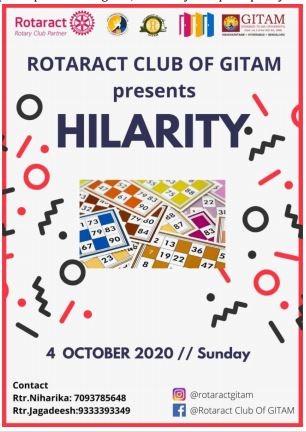 Rotaract
Rotary Club Partner
GITAM
ROTARACT CLUB OF GITAM
presents
HILARITY
4 OCTOBER 2020 // Sunday
Contact
Rtr.Niharika: 7093785648
Rtr.Jagadeesh:9333393349
@rotaractgitam
@Rotaract Club Of GITAM